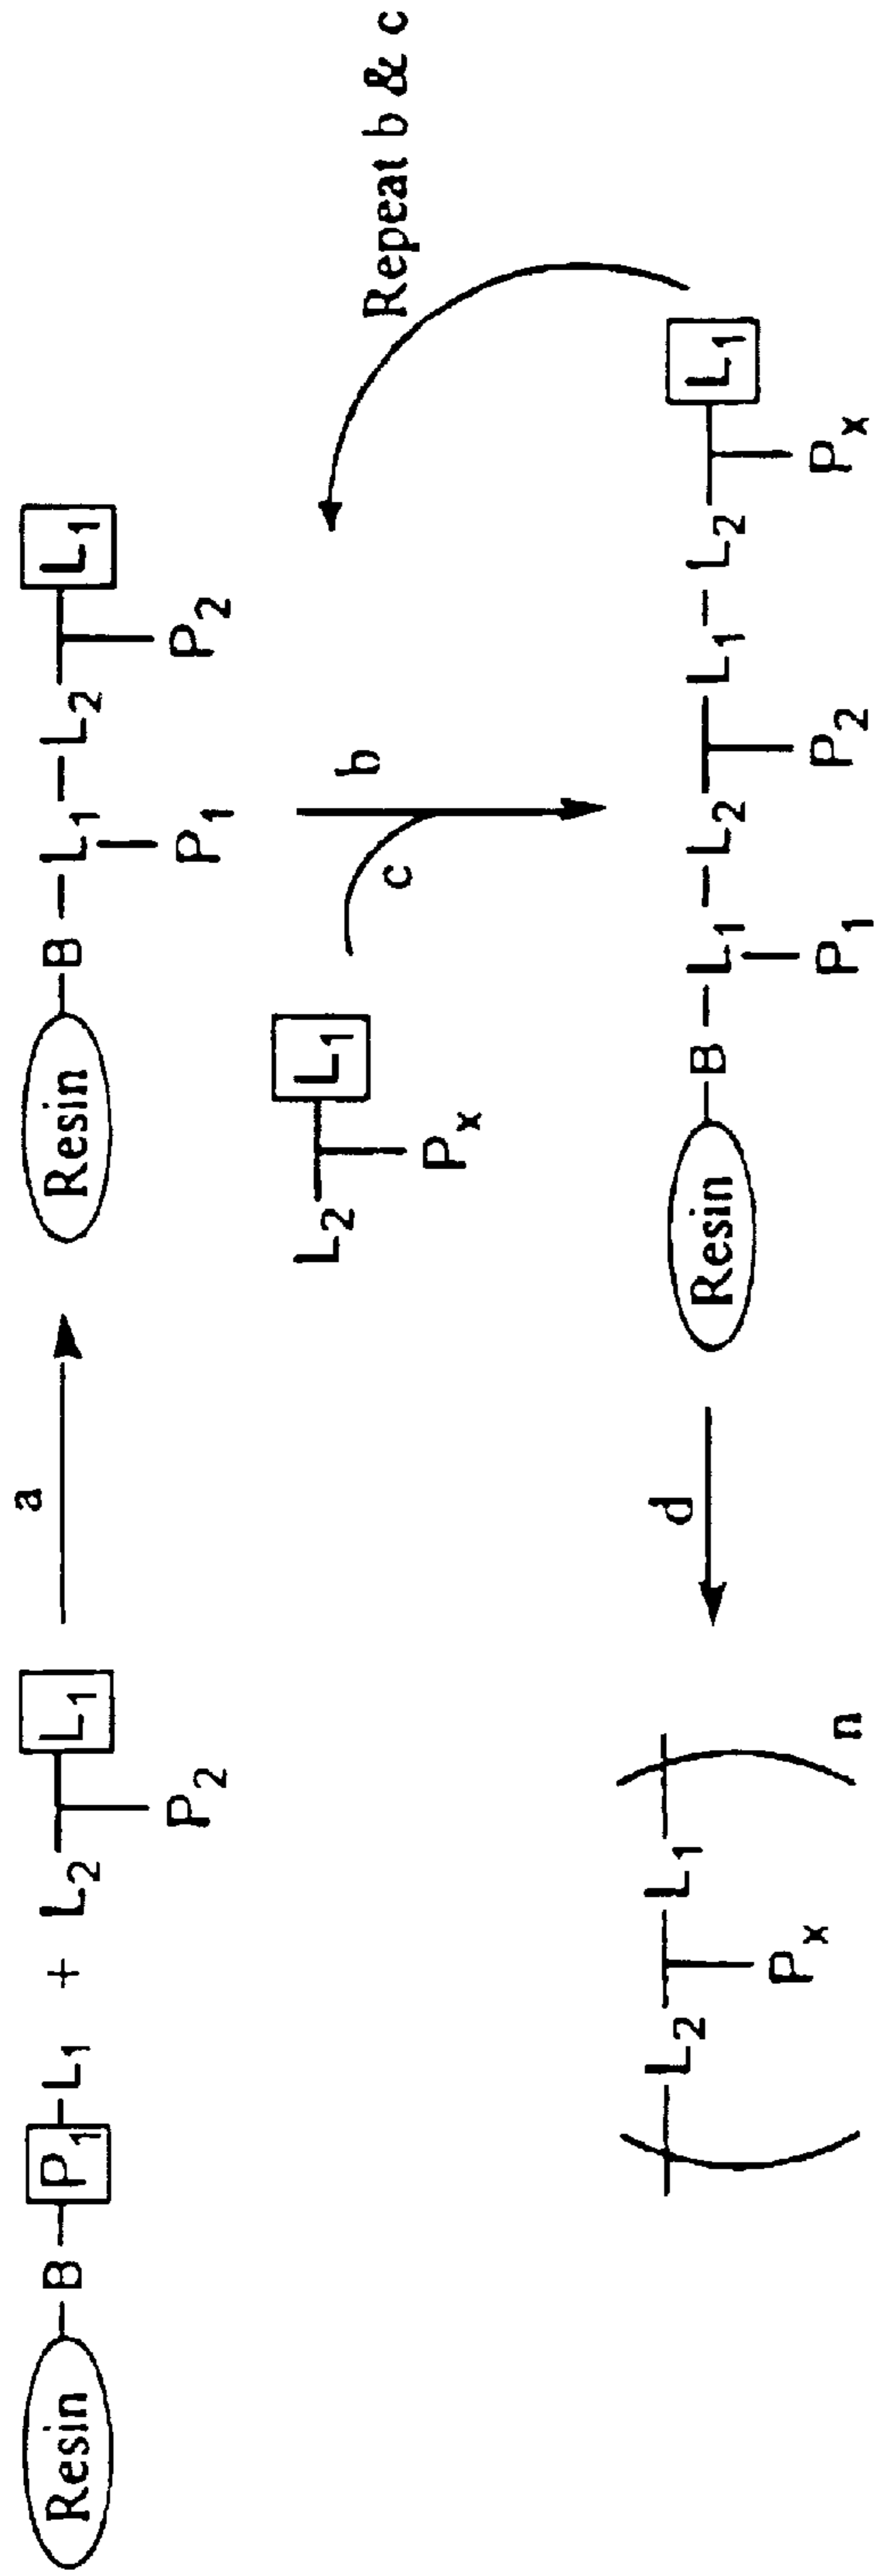 Resin – B – P1 – L1 + L2 L1
P2
a
Resin – B – L1 – L2 L1
P1 P2
L2 L1
Px
c
b
Repeat b & c
L2 L1
Px
n
d
Resin – B – L1 – L2 L1 – L2 L1
P1 P2 Px